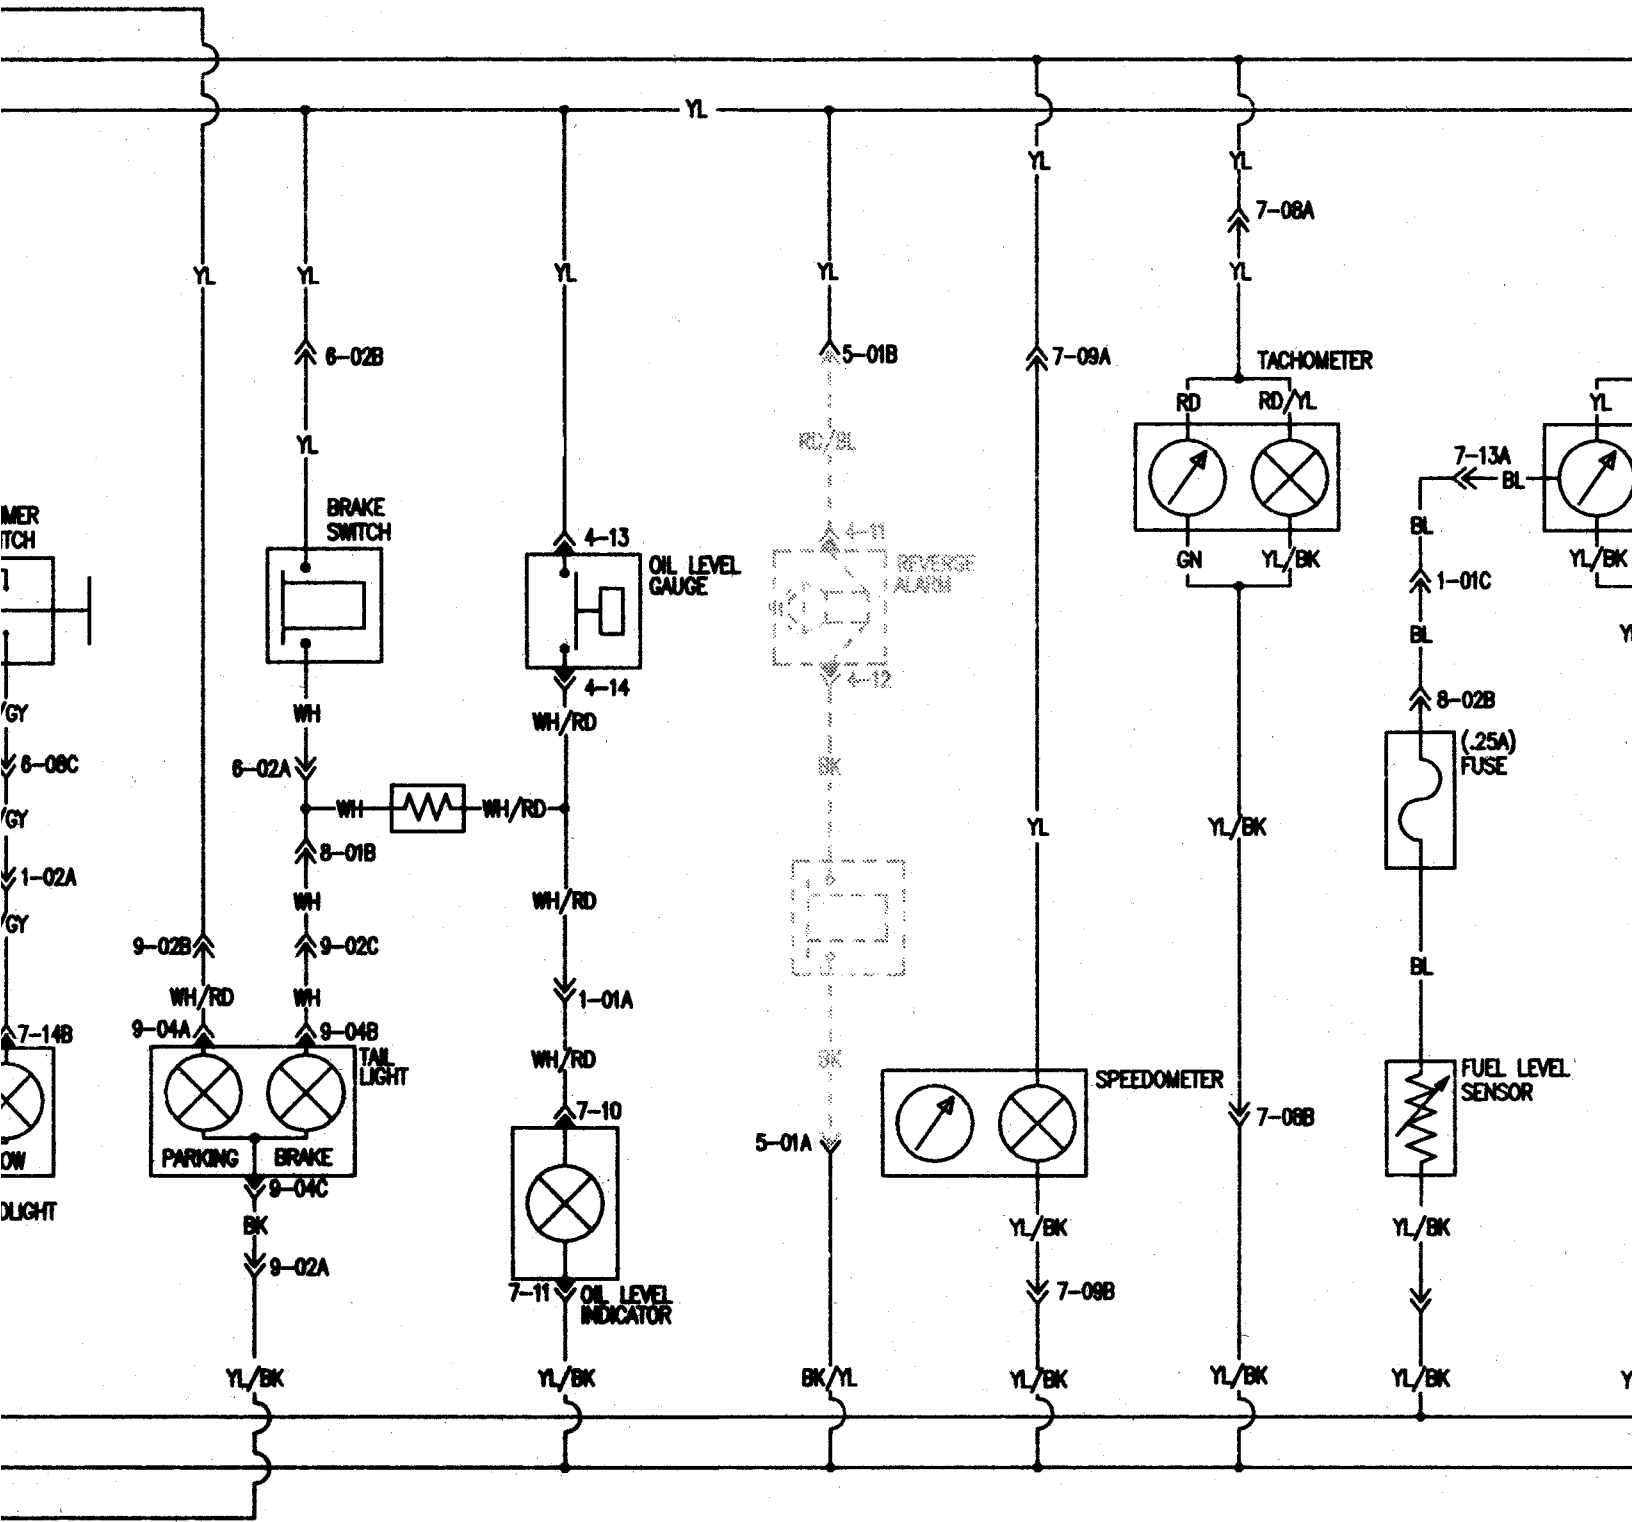 YL
YL
YL
7-08A
YL
YL
YL
YL
YL
6-02B
5-01B
7-09A
TACHOMETER
RD
RD/YL
YL
YL
RD/BL
7-13A
BL
BRAKE
SWITCH
MER
TCH
BL
4-13
4-11
OIL LEVEL
GAUGE
REVERSE
ALARM
GN
YL/BK
YL/BK
1-01C
BL
4-14
4-12
8-02B
/GY
WH
WH/RD
(.25A)
FUSE
6-08C
6-02A
BK
WH
WH/RD
/GY
YL
YL/BK
8-01B
1-02A
WH
WH/RD
/GY
9-02B
9-02C
BL
WH/RD
WH
1-01A
7-14B
9-04A
9-04B
TAIL
LIGHT
WH/RD
BK
FUEL LEVEL
SENSOR
SPEEDOMETER
7-10
7-08B
5-01A
OW
PARKING
BRAKE
9-04C
DLIGHT
BK
YL/BK
YL/BK
9-02A
7-11
OIL LEVEL
INDICATOR
7-09B
YL/BK
YL/BK
BK/YL
YL/BK
YL/BK
YL/BK